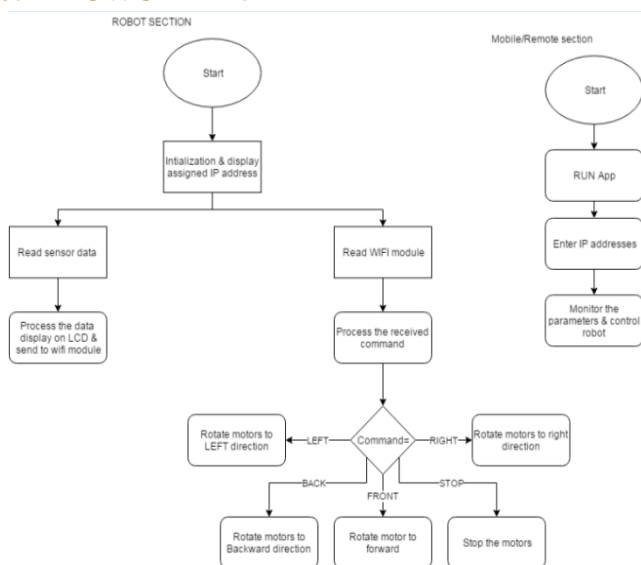 ROBOT SECTION
Mobile/Remote section
Start
Start
Intialization & display
assigned IP address
RUN App
Read sensor data
Read WIFI module
Enter IP addresses
Process the data
display on LCD &
send to wifi module
Process the received
command
Monitor the
parameters & control
robot
Rotate motors to
LEFT direction
LEFT
Command=
RIGHT
Rotate motors to right
direction
BACK
FRONT
STOP
Rotate motors to
Backward direction
Rotate motor to
forward
Stop the motors